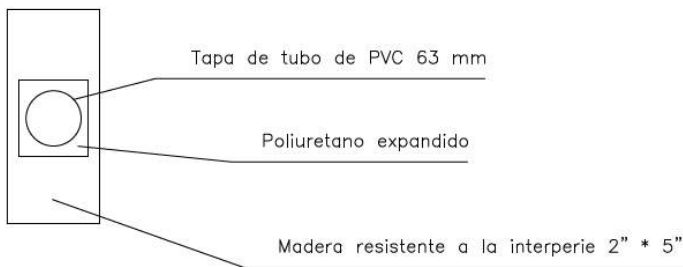 Tapa de tubo de PVC 63 mm
Poliuretano expandido
Madera resistente a la interperie 2" * 5"